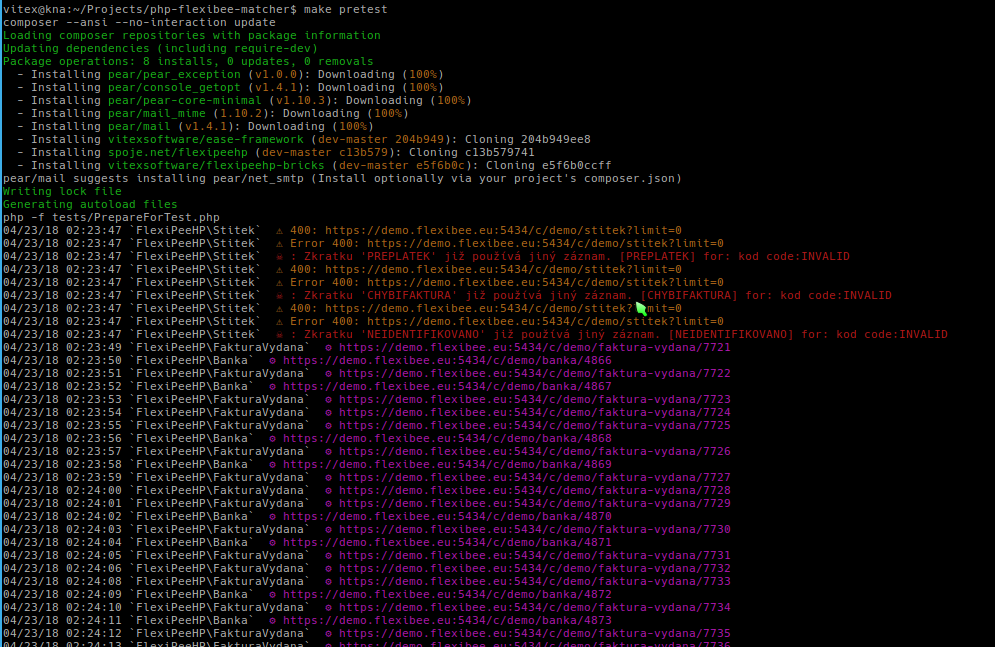 vitex@kna:~/Projects/php-flexibee-matcher$ make pretest
composer --ansi --no-interaction update
Loading composer repositories with package information
Updating dependencies (including require-dev)
Package operations: 8 installs, 0 updates, 0 removals
  - Installing pear/pear_exception (v1.0.0): Downloading (100%)
  - Installing pear/console_getopt (v1.4.1): Downloading (100%)
  - Installing pear/pear-core-minimal (v1.10.3): Downloading (100%)
  - Installing pear/mail_mime (1.10.2): Downloading (100%)
  - Installing pear/mail (v1.4.1): Downloading (100%)
  - Installing vitexsoftware/ease-framework (dev-master 204b949): Cloning 204b949ee8
  - Installing spoje.net/flexipeehp (dev-master c13b579): Cloning c13b579741
  - Installing vitexsoftware/flexipeehp-bricks (dev-master e5f6b0c): Cloning e5f6b0ccff
pear/mail suggests installing pear/net_smtp (Install optionally via your project's composer.json)
Writing lock file
Generating autoload files
php -f tests/PrepareForTest.php
04/23/18 02:23:47 `FlexiPeeHP\Stitek` ⚠ 400: https://demo.flexibee.eu:5434/c/demo/stitek?limit=0
04/23/18 02:23:47 `FlexiPeeHP\Stitek` ⚠ Error 400: https://demo.flexibee.eu:5434/c/demo/stitek?limit=0
04/23/18 02:23:47 `FlexiPeeHP\Stitek` ☠ : Zkratku 'PREPLATEK' již používá jiný záznam. [PREPLATEK] for: kod code:INVALID
04/23/18 02:23:47 `FlexiPeeHP\Stitek` ⚠ 400: https://demo.flexibee.eu:5434/c/demo/stitek?limit=0
04/23/18 02:23:47 `FlexiPeeHP\Stitek` ⚠ Error 400: https://demo.flexibee.eu:5434/c/demo/stitek?limit=0
04/23/18 02:23:47 `FlexiPeeHP\Stitek` ☠ : Zkratku 'CHYBIFAKTURA' již používá jiný záznam. [CHYBIFAKTURA] for: kod code:INVALID
04/23/18 02:23:47 `FlexiPeeHP\Stitek` ⚠ 400: https://demo.flexibee.eu:5434/c/demo/stitek?limit=0
04/23/18 02:23:47 `FlexiPeeHP\Stitek` ⚠ Error 400: https://demo.flexibee.eu:5434/c/demo/stitek?limit=0
04/23/18 02:23:47 `FlexiPeeHP\Stitek` ☠ : Zkratku 'NEIDENTIFIKOVANO' již používá jiný záznam. [NEIDENTIFIKOVANO] for: kod code:INVALID
04/23/18 02:23:49 `FlexiPeeHP\FakturaVydana` ⚙ https://demo.flexibee.eu:5434/c/demo/faktura-vydana/7721
04/23/18 02:23:50 `FlexiPeeHP\Banka` ⚙ https://demo.flexibee.eu:5434/c/demo/banka/4866
04/23/18 02:23:51 `FlexiPeeHP\FakturaVydana` ⚙ https://demo.flexibee.eu:5434/c/demo/faktura-vydana/7722
04/23/18 02:23:52 `FlexiPeeHP\Banka` ⚙ https://demo.flexibee.eu:5434/c/demo/banka/4867
04/23/18 02:23:53 `FlexiPeeHP\FakturaVydana` ⚙ https://demo.flexibee.eu:5434/c/demo/faktura-vydana/7723
04/23/18 02:23:54 `FlexiPeeHP\FakturaVydana` ⚙ https://demo.flexibee.eu:5434/c/demo/faktura-vydana/7724
04/23/18 02:23:55 `FlexiPeeHP\FakturaVydana` ⚙ https://demo.flexibee.eu:5434/c/demo/faktura-vydana/7725
04/23/18 02:23:56 `FlexiPeeHP\Banka` ⚙ https://demo.flexibee.eu:5434/c/demo/banka/4868
04/23/18 02:23:57 `FlexiPeeHP\FakturaVydana` ⚙ https://demo.flexibee.eu:5434/c/demo/faktura-vydana/7726
04/23/18 02:23:58 `FlexiPeeHP\Banka` ⚙ https://demo.flexibee.eu:5434/c/demo/banka/4869
04/23/18 02:23:59 `FlexiPeeHP\FakturaVydana` ⚙ https://demo.flexibee.eu:5434/c/demo/faktura-vydana/7727
04/23/18 02:24:00 `FlexiPeeHP\FakturaVydana` ⚙ https://demo.flexibee.eu:5434/c/demo/faktura-vydana/7728
04/23/18 02:24:01 `FlexiPeeHP\FakturaVydana` ⚙ https://demo.flexibee.eu:5434/c/demo/faktura-vydana/7729
04/23/18 02:24:02 `FlexiPeeHP\Banka` ⚙ https://demo.flexibee.eu:5434/c/demo/banka/4870
04/23/18 02:24:03 `FlexiPeeHP\FakturaVydana` ⚙ https://demo.flexibee.eu:5434/c/demo/faktura-vydana/7730
04/23/18 02:24:04 `FlexiPeeHP\Banka` ⚙ https://demo.flexibee.eu:5434/c/demo/banka/4871
04/23/18 02:24:05 `FlexiPeeHP\FakturaVydana` ⚙ https://demo.flexibee.eu:5434/c/demo/faktura-vydana/7731
04/23/18 02:24:06 `FlexiPeeHP\FakturaVydana` ⚙ https://demo.flexibee.eu:5434/c/demo/faktura-vydana/7732
04/23/18 02:24:08 `FlexiPeeHP\FakturaVydana` ⚙ https://demo.flexibee.eu:5434/c/demo/faktura-vydana/7733
04/23/18 02:24:09 `FlexiPeeHP\Banka` ⚙ https://demo.flexibee.eu:5434/c/demo/banka/4872
04/23/18 02:24:10 `FlexiPeeHP\FakturaVydana` ⚙ https://demo.flexibee.eu:5434/c/demo/faktura-vydana/7734
04/23/18 02:24:11 `FlexiPeeHP\Banka` ⚙ https://demo.flexibee.eu:5434/c/demo/banka/4873
04/23/18 02:24:12 `FlexiPeeHP\FakturaVydana` ⚙ https://demo.flexibee.eu:5434/c/demo/faktura-vydana/7735
04/23/18 02:24:13 `FlexiPeeHP\FakturaVydana` ⚙ https://demo.flexibee.eu:5434/c/demo/faktura-vydana/7736